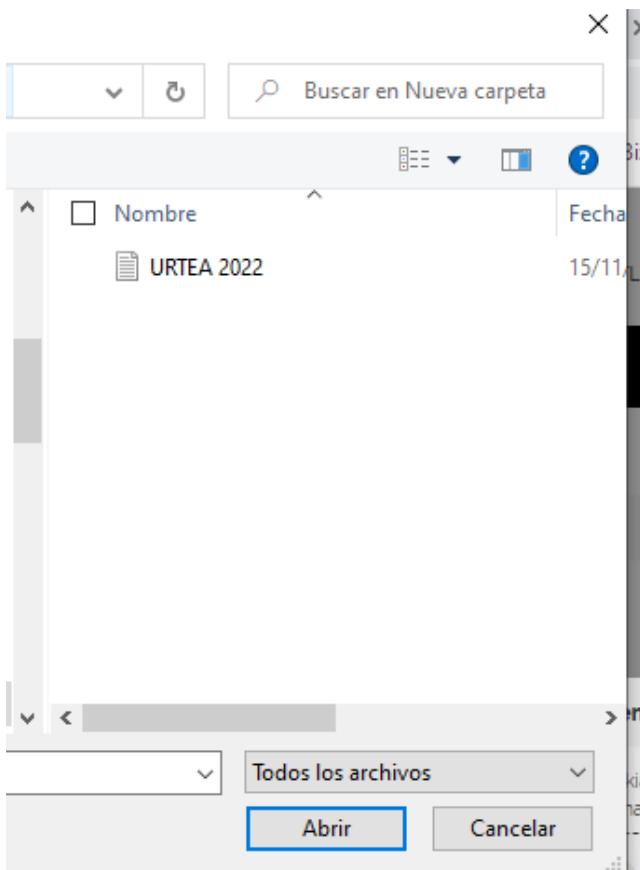 Buscar en Nueva carpeta
Nombre Fecha
URTEA 2022 15/11/
Todos los archivos
Abrir Cancelar